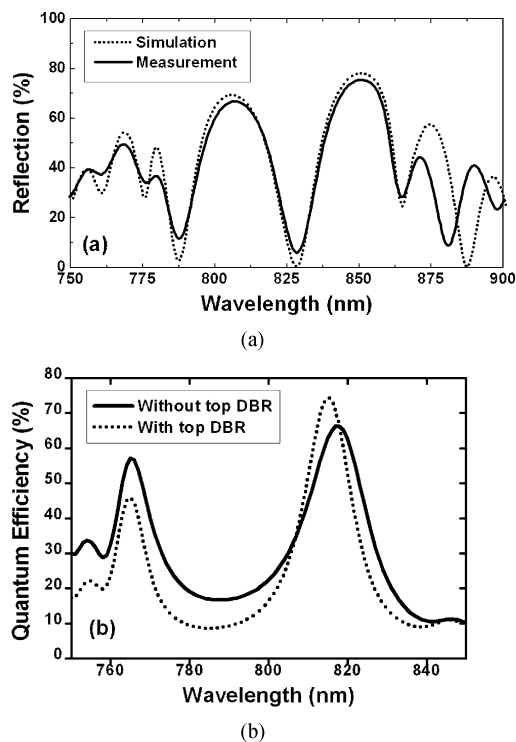 100
80
60
40
20
0
Reflection (%)
Simulation
Measurement
(a)
750 775 800 825 850 875 900
Wavelength (nm)
(a)
80
70
60
50
40
30
20
10
0
Quantum Efficiency (%)
Without top DBR
With top DBR
(b)
760 780 800 820 840
Wavelength (nm)
(b)